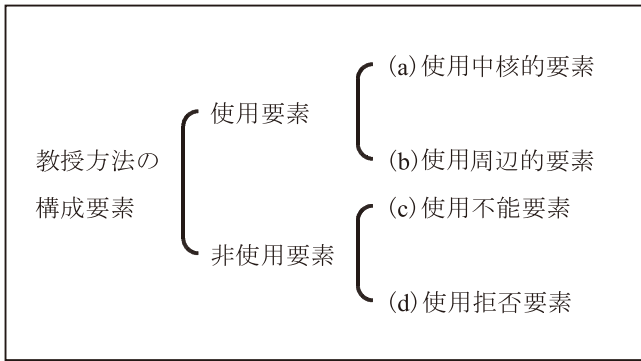 (a)使用中核的要素
使用要素
(b)使用周辺的要素
教授方法の
構成要素
(c)使用不能要素
非使用要素
(d)使用拒否要素